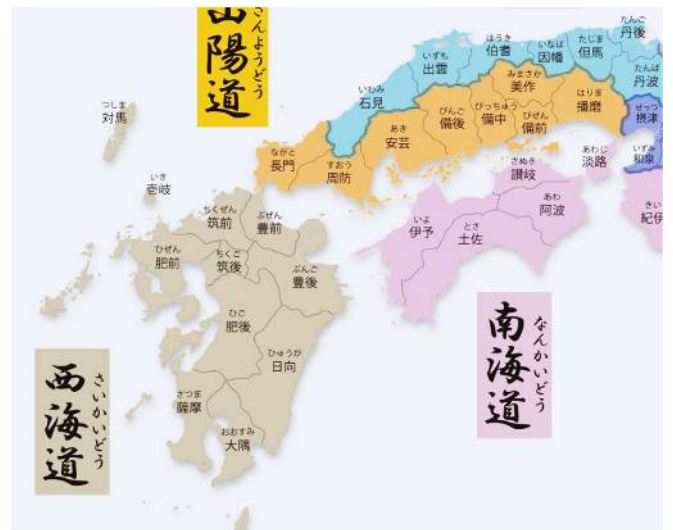 山陽道
さんようどう
たんご
丹後
ほうき
伯耆
いなば
因幡
たじま
但馬
いずも
出雲
たんば
丹波
みまさか
美作
いわみ
石見
はりま
播磨
せっつ
摂津
つしま
対馬
びんご
備後
びっちゅう
備中
びぜん
備前
あき
安芸
いずみ
和泉
あわじ
淡路
ながと
長門
すおう
周防
さぬき
讃岐
いき
壱岐
あわ
阿波
きい
紀伊
ちくぜん
筑前
ぶぜん
豊前
いよ
伊予
とさ
土佐
ひぜん
肥前
ちくご
筑後
ぶんご
豊後
ひご
肥後
南海道
なんかいどう
ひゅうが
日向
西海道
さいかいどう
さつま
薩摩
おおすみ
大隅